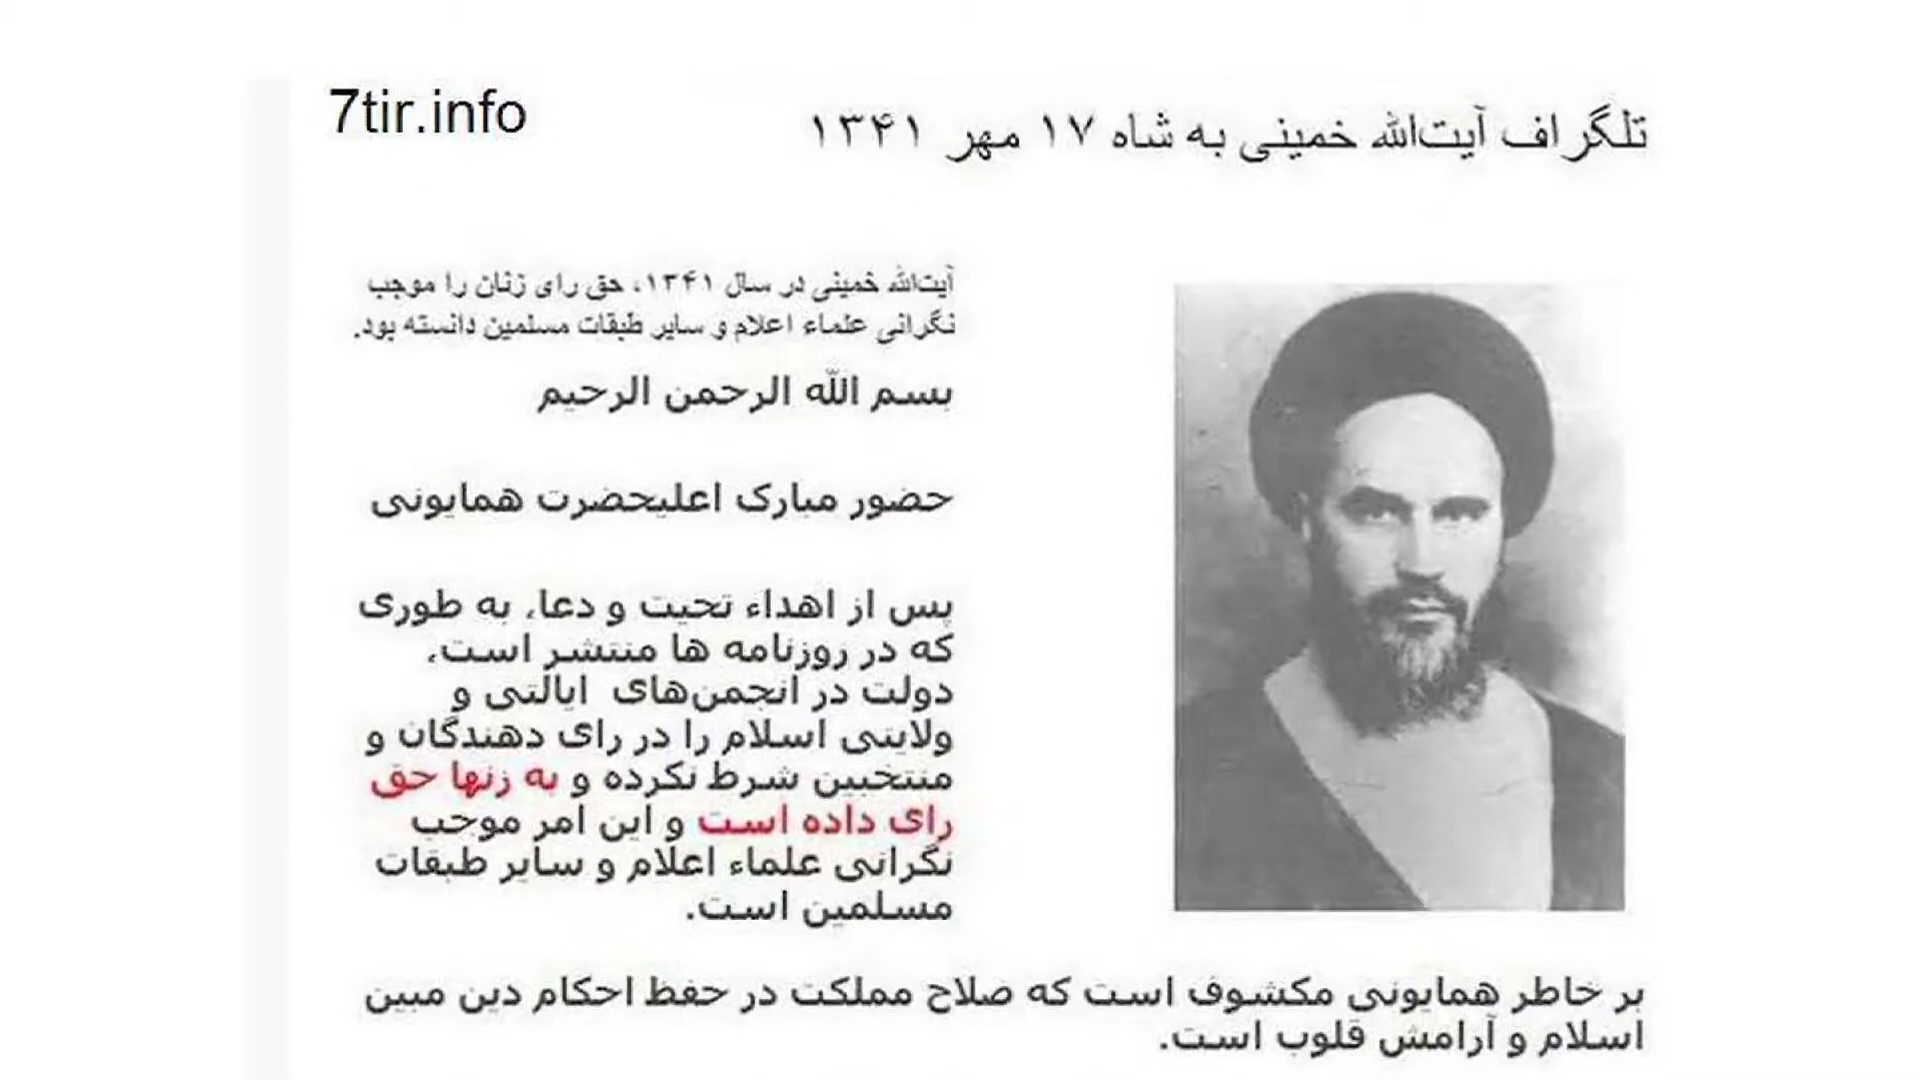 7tir.info
تلگراف آیت‌الله خمینی به شاه ۱۷ مهر ۱۳۴۱
آیت‌الله خمینی در سال ۱۳۴۱، حق رای زنان را موجب
نگرانی علماء اعلام و سایر طبقات مسلمین دانسته بود.
بسم الله الرحمن الرحیم
حضور مبارک اعلیحضرت همایونی
پس از اهداء تحیت و دعا، به طوری
که در روزنامه ها منتشر است،
دولت در انجمن‌های ایالتی و
ولایتی اسلام را در رای دهندگان و
منتخبین شرط نکرده و به زنها حق
رای داده است و این امر موجب
نگرانی علماء اعلام و سایر طبقات
مسلمین است.
بر خاطر همایونی مکشوف است که صلاح مملکت در حفظ احکام دین مبین
اسلام و آرامش قلوب است.